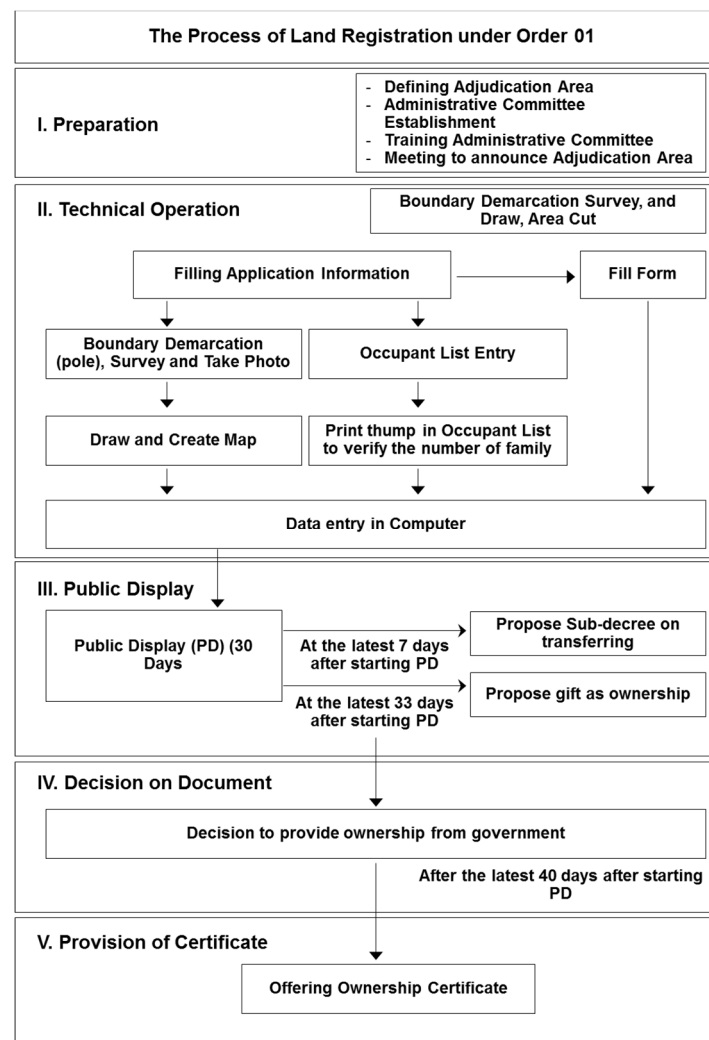 The Process of Land Registration under Order 01
I. Preparation
- Defining Adjudication Area
- Administrative Committee
Establishment
- Training Administrative Committee
- Meeting to announce Adjudication Area
II. Technical Operation
Boundary Demarcation Survey, and
Draw, Area Cut
Filling Application Information
Fill Form
Boundary Demarcation
(pole), Survey and Take Photo
Occupant List Entry
Draw and Create Map
Print thump in Occupant List
to verify the number of family
Data entry in Computer
III. Public Display
Public Display (PD) (30
Days
At the latest 7 days
after starting PD
Propose Sub-decree on
transferring
At the latest 33 days
after starting PD
Propose gift as ownership
IV. Decision on Document
Decision to provide ownership from government
After the latest 40 days after starting
PD
V. Provision of Certificate
Offering Ownership Certificate